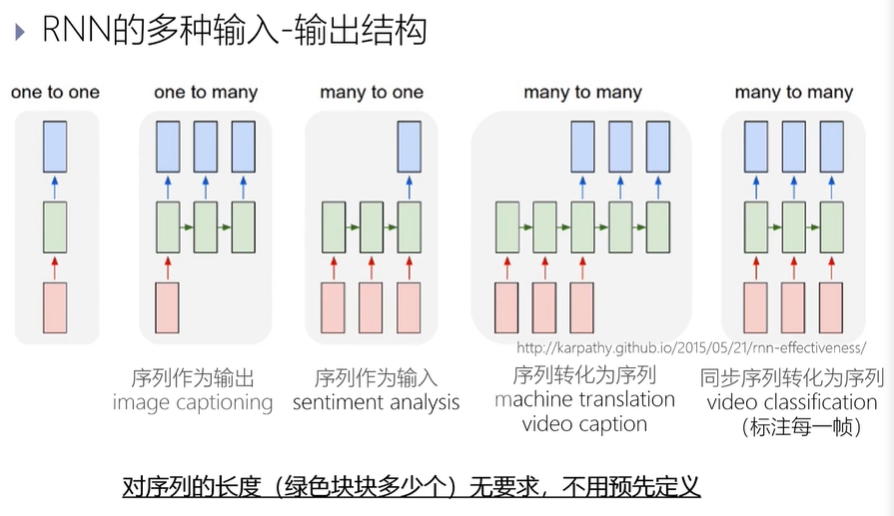 RNN的多种输入-输出结构
one to one
one to many
many to one
many to many
many to many
http://karpathy.github.io/2015/05/21/rnn-effectiveness/
序列作为输出
image captioning
序列作为输入
sentiment analysis
序列转化为序列
machine translation
video caption
同步序列转化为序列
video classification
（标注每一帧）
对序列的长度（绿色块块多少个）无要求，不用预先定义